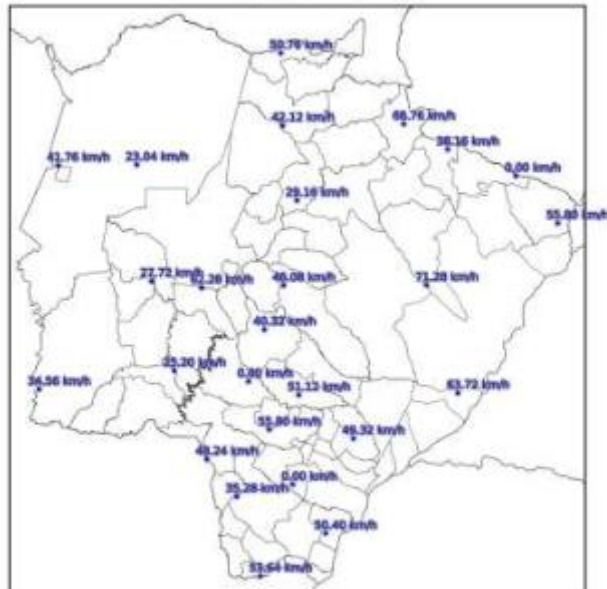 50.76 km/h
42.12 km/h
68.76 km/h
38.16 km/h
41.76 km/h
23.04 km/h
0.00 km/h
29.16 km/h
55.80 km/h
27.72 km/h
km/h
46.08 km/h
71.28 km/h
40.32 km/h
25.20 km/h
34.56 km/h
0.00 km/h
51.12 km/h
63.72 km/h
55.80 km/h
49.32 km/h
48.24 km/h
0.00 km/h
35.28 km/h
50.40 km/h
53.64 km/h